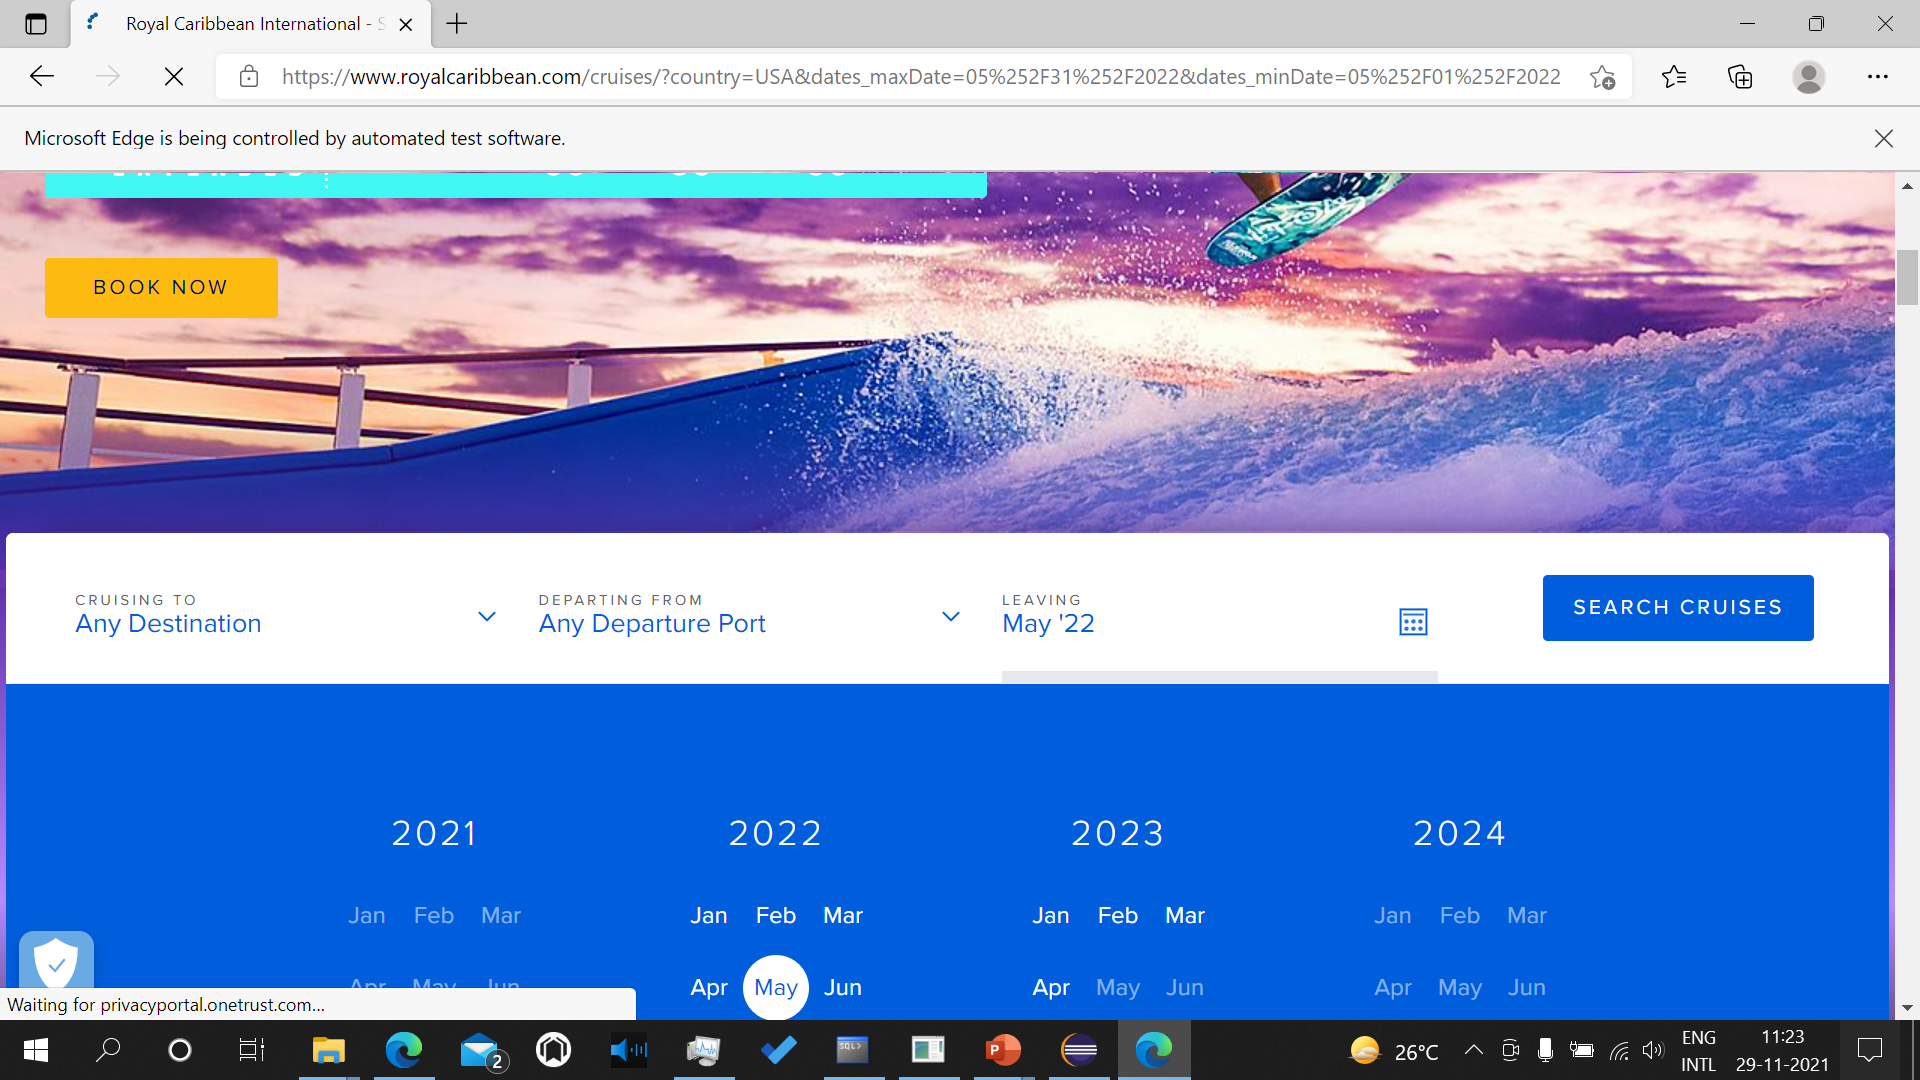 Royal Caribbean International - S
https://www.royalcaribbean.com/cruises/?country=USA&dates_maxDate=05%252F31%252F2022&dates_minDate=05%252F01%252F2022
Microsoft Edge is being controlled by automated test software.
BOOK NOW
CRUISING TO
Any Destination
DEPARTING FROM
Any Departure Port
LEAVING
May '22
SEARCH CRUISES
2021 2022 2023 2024
Jan Feb Mar Jan Feb Mar Jan Feb Mar Jan Feb Mar
Apr May Jun Apr May Jun Apr May Jun Apr May Jun
Waiting for privacyportal.onetrust.com...
2
SQL>
P
26°C
ENG
INTL
11:23
29-11-2021